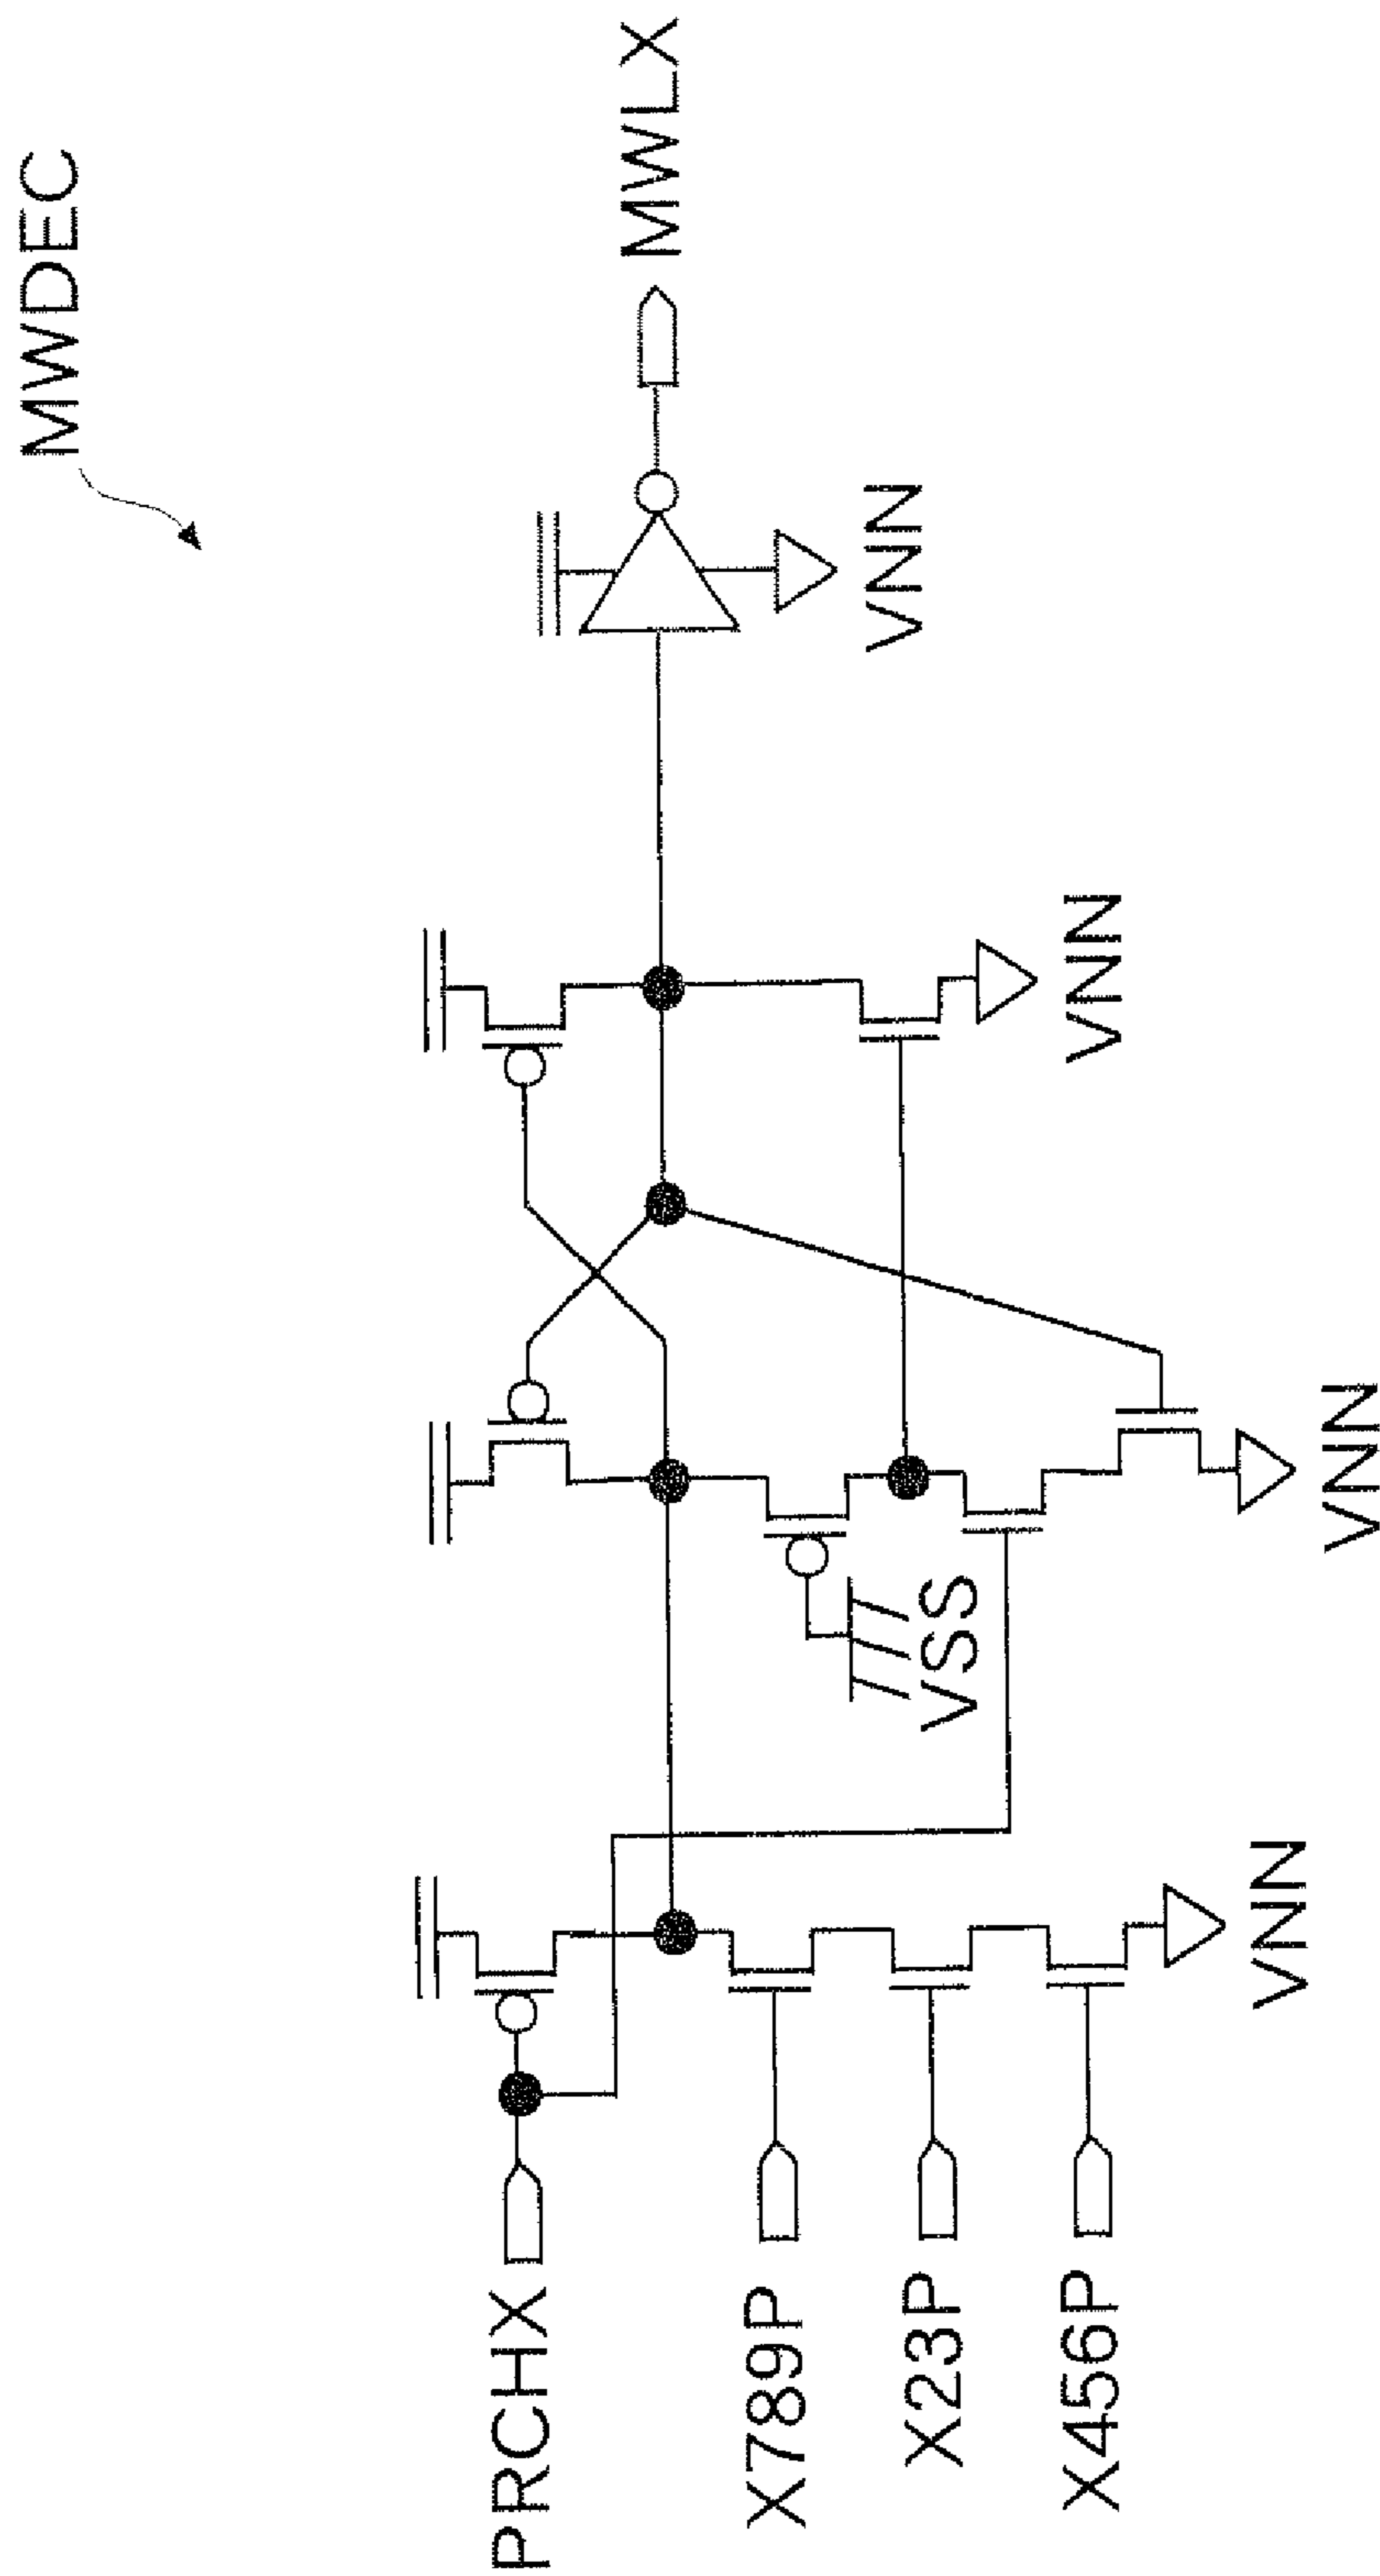 MWDEC
PRCHX
X789P
X23P
X456P
VNN
VSS
VNN
VNN
VNN
MWLX